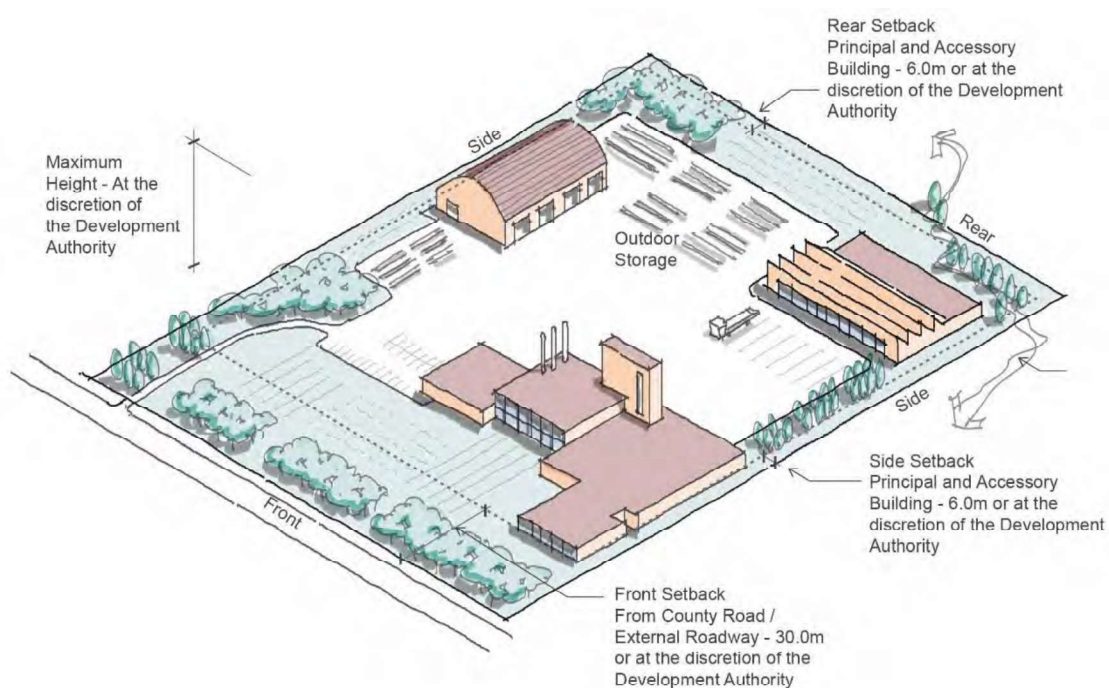 Rear Setback
Principal and Accessory
Building - 6.0m or at the
discretion of the Development
Authority
Side
Maximum
Height - At the
discretion of
the Development
Authority
Rear
Outdoor
Storage
Side
Side Setback
Principal and Accessory
Building - 6.0m or at the
discretion of the Development
Authority
Front
Front Setback
From County Road /
External Roadway - 30.0m
or at the discretion of the
Development Authority